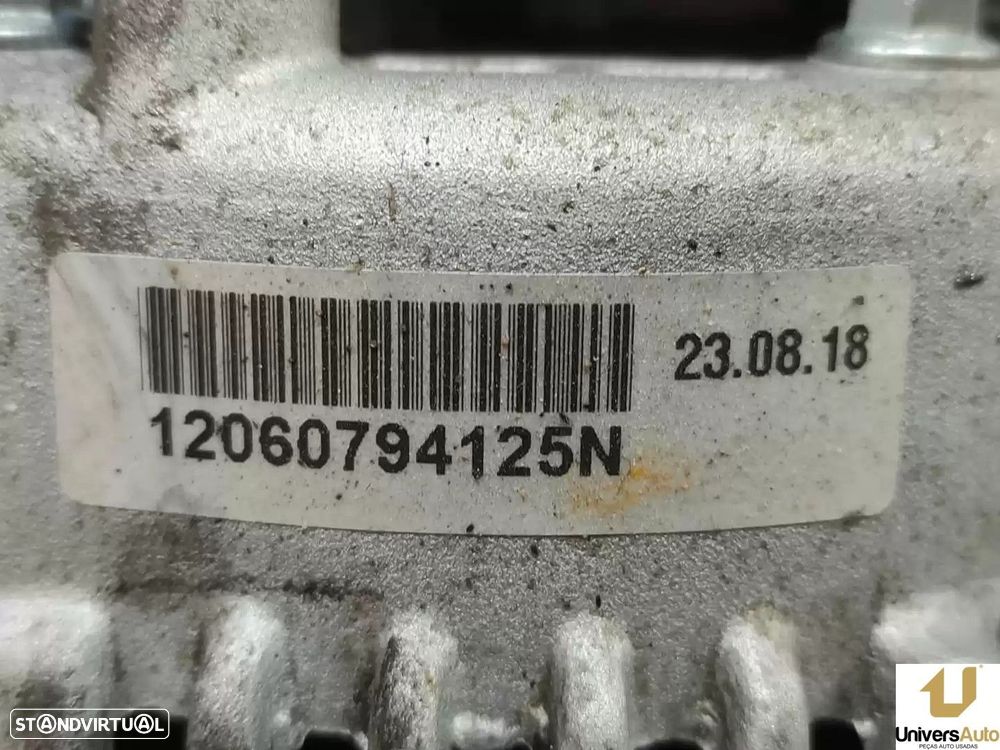 23.08.18
12060794125N
STANDVIRTUAL
UniversAuto
PEÇAS AUTO USADAS